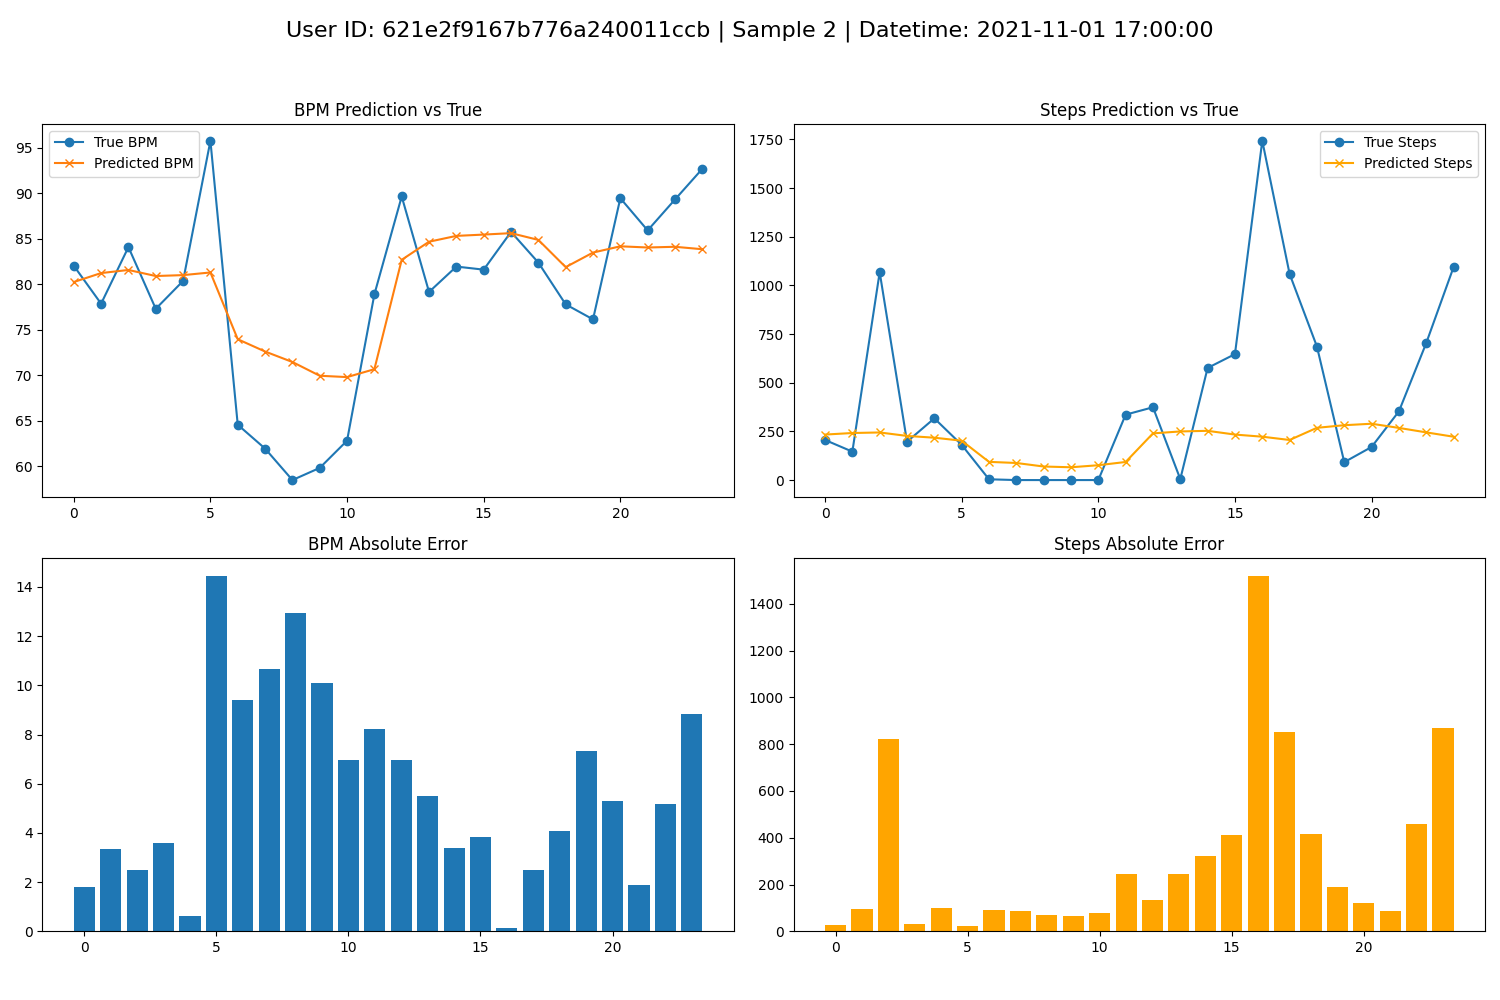 User ID: 621e2f9167b776a240011ccb | Sample 2 | Datetime: 2021-11-01 17:00:00
BPM Prediction vs True
True BPM
Predicted BPM
95
90
85
80
75
70
65
60
0 5 10 15 20
Steps Prediction vs True
True Steps
Predicted Steps
1750
1500
1250
1000
750
500
250
0
0 5 10 15 20
BPM Absolute Error
14
12
10
8
6
4
2
0
0 5 10 15 20
Steps Absolute Error
1400
1200
1000
800
600
400
200
0
0 5 10 15 20